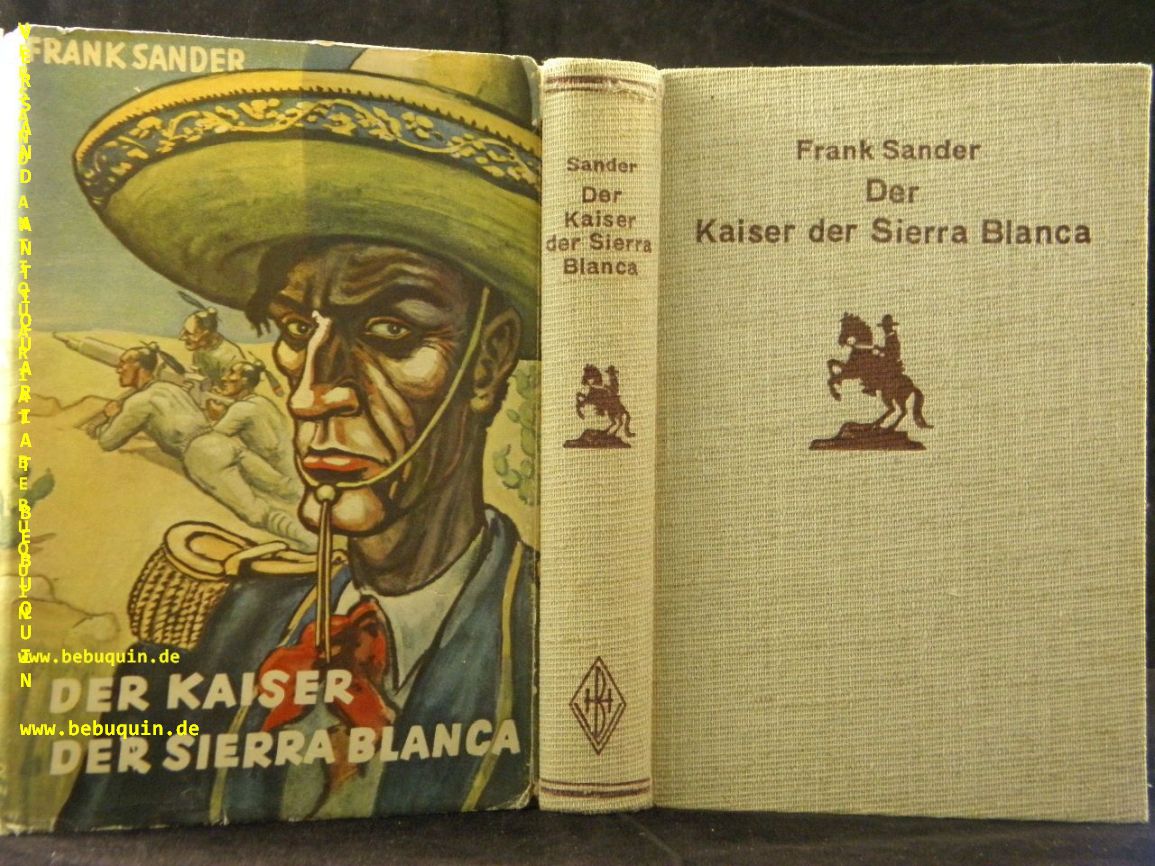 FRANK SANDER
DER KAISER
DER SIERRA BLANCA
www.bebuquin.de
www.bebuquin.de
Sander
Der
Kaiser
der Sierra
Blanca
Frank Sander
Der
Kaiser der Sierra Blanca